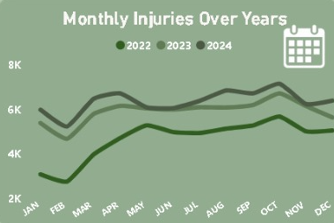 Monthly Injuries Over Years
2022 2023 2024
8K
6K
4K
2K
JAN FEB MAR APR MAY JUN JUL AUG SEP OCT NOV DEC